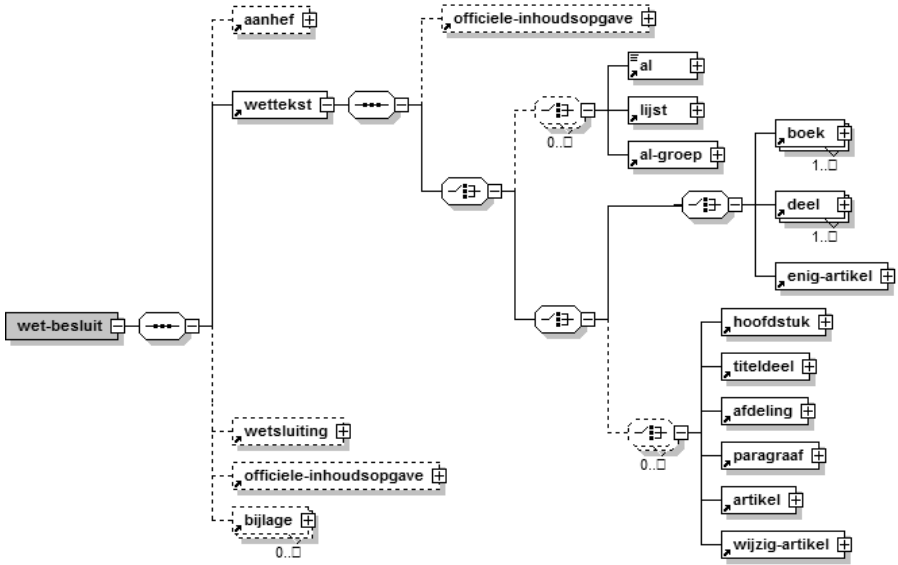 aanhef
officiele-inhoudsopgave
al
wettekst
lijst
0..□
boek
al-groep
1..□
deel
1..□
enig-artikel
wet-besluit
hoofdstuk
titeldeel
afdeling
wetsluiting
paragraaf
0..□
officiele-inhoudsopgave
artikel
bijlage
wijzig-artikel
0..□